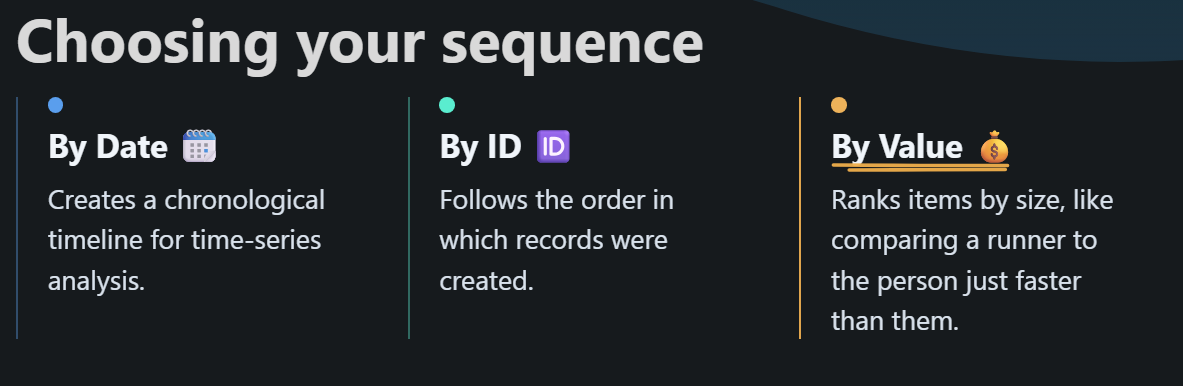 Choosing your sequence
By Date
Creates a chronological
timeline for time-series
analysis.
By ID 🆔
Follows the order in
which records were
created.
By Value
Ranks items by size, like
comparing a runner to
the person just faster
than them.